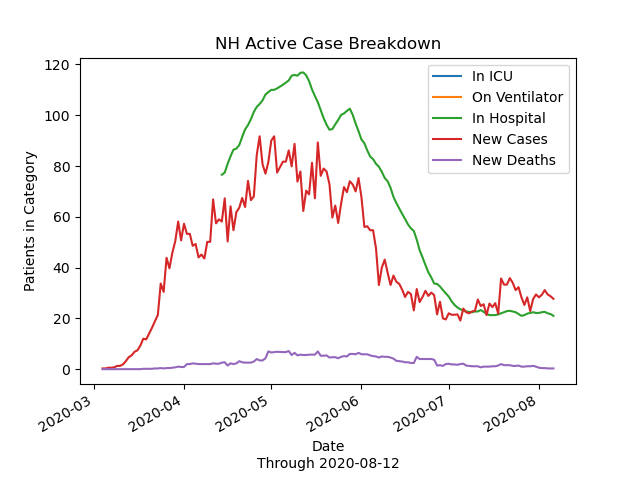 NH Active Case Breakdown
120
100
80
60
40
20
0
Patients in Category
In ICU
On Ventilator
In Hospital
New Cases
New Deaths
2020-03
2020-04
2020-05
2020-06
2020-07
2020-08
Date
Through 2020-08-12